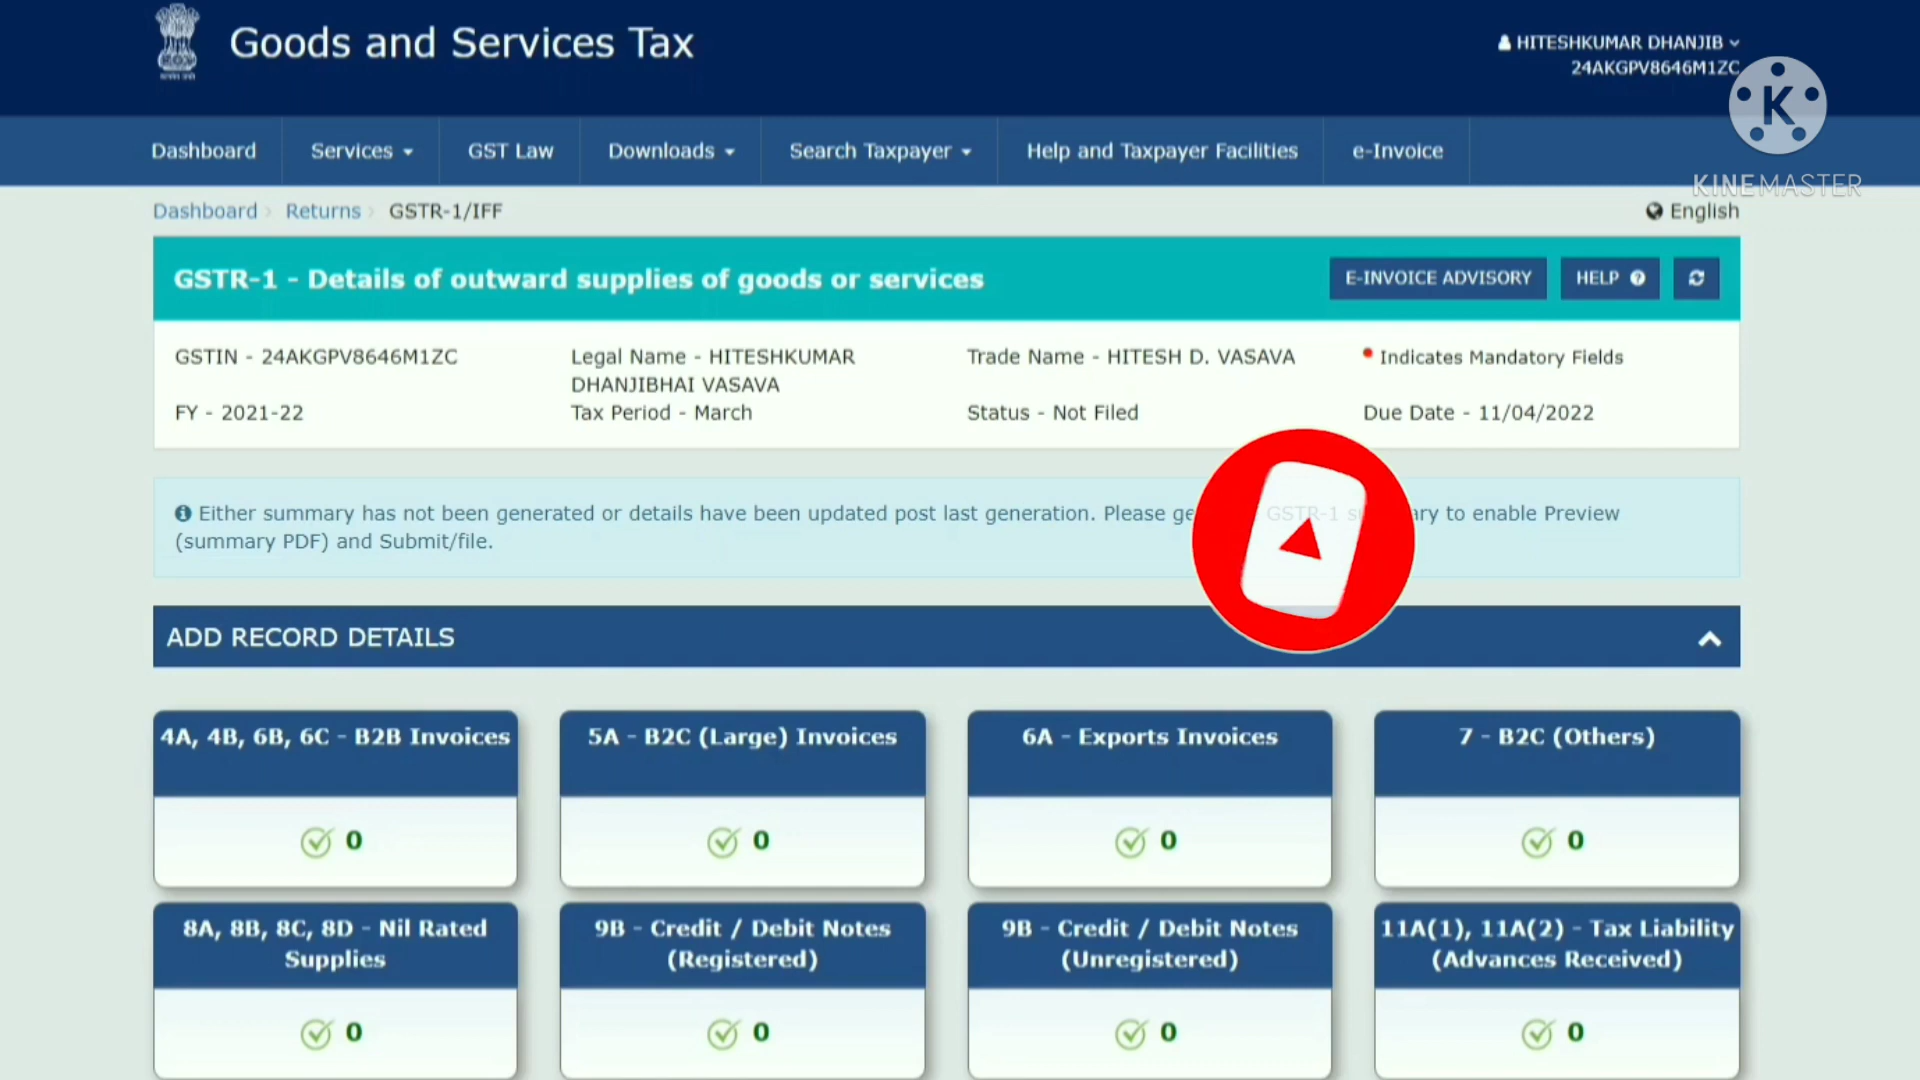 Goods and Services Tax
HITESHKUMAR DHANJIB
24AKGPV8646M1ZC
K
KINEMASTER
Dashboard Services GST Law Downloads Search Taxpayer Help and Taxpayer Facilities e-Invoice
Dashboard Returns GSTR-1/IFF English
GSTR-1 - Details of outward supplies of goods or services E-INVOICE ADVISORY HELP
GSTIN - 24AKGPV8646M1ZC Legal Name - HITESHKUMAR Trade Name - HITESH D. VASAVA Indicates Mandatory Fields
DHANJIBHAI VASAVA
FY - 2021-22 Tax Period - March Status - Not Filed Due Date - 11/04/2022
Either summary has not been generated or details have been updated post last generation. Please GSTR-1 to enable Preview
(summary PDF) and Submit/file.
ADD RECORD DETAILS
4A, 4B, 6B, 6C - B2B Invoices 5A - B2C (Large) Invoices 6A - Exports Invoices 7 - B2C (Others)
0 0 0 0
8A, 8B, 8C, 8D - Nil Rated 9B - Credit / Debit Notes 9B - Credit / Debit Notes 11A(1), 11A(2) - Tax Liability
Supplies (Registered) (Unregistered) (Advances Received)
0 0 0 0